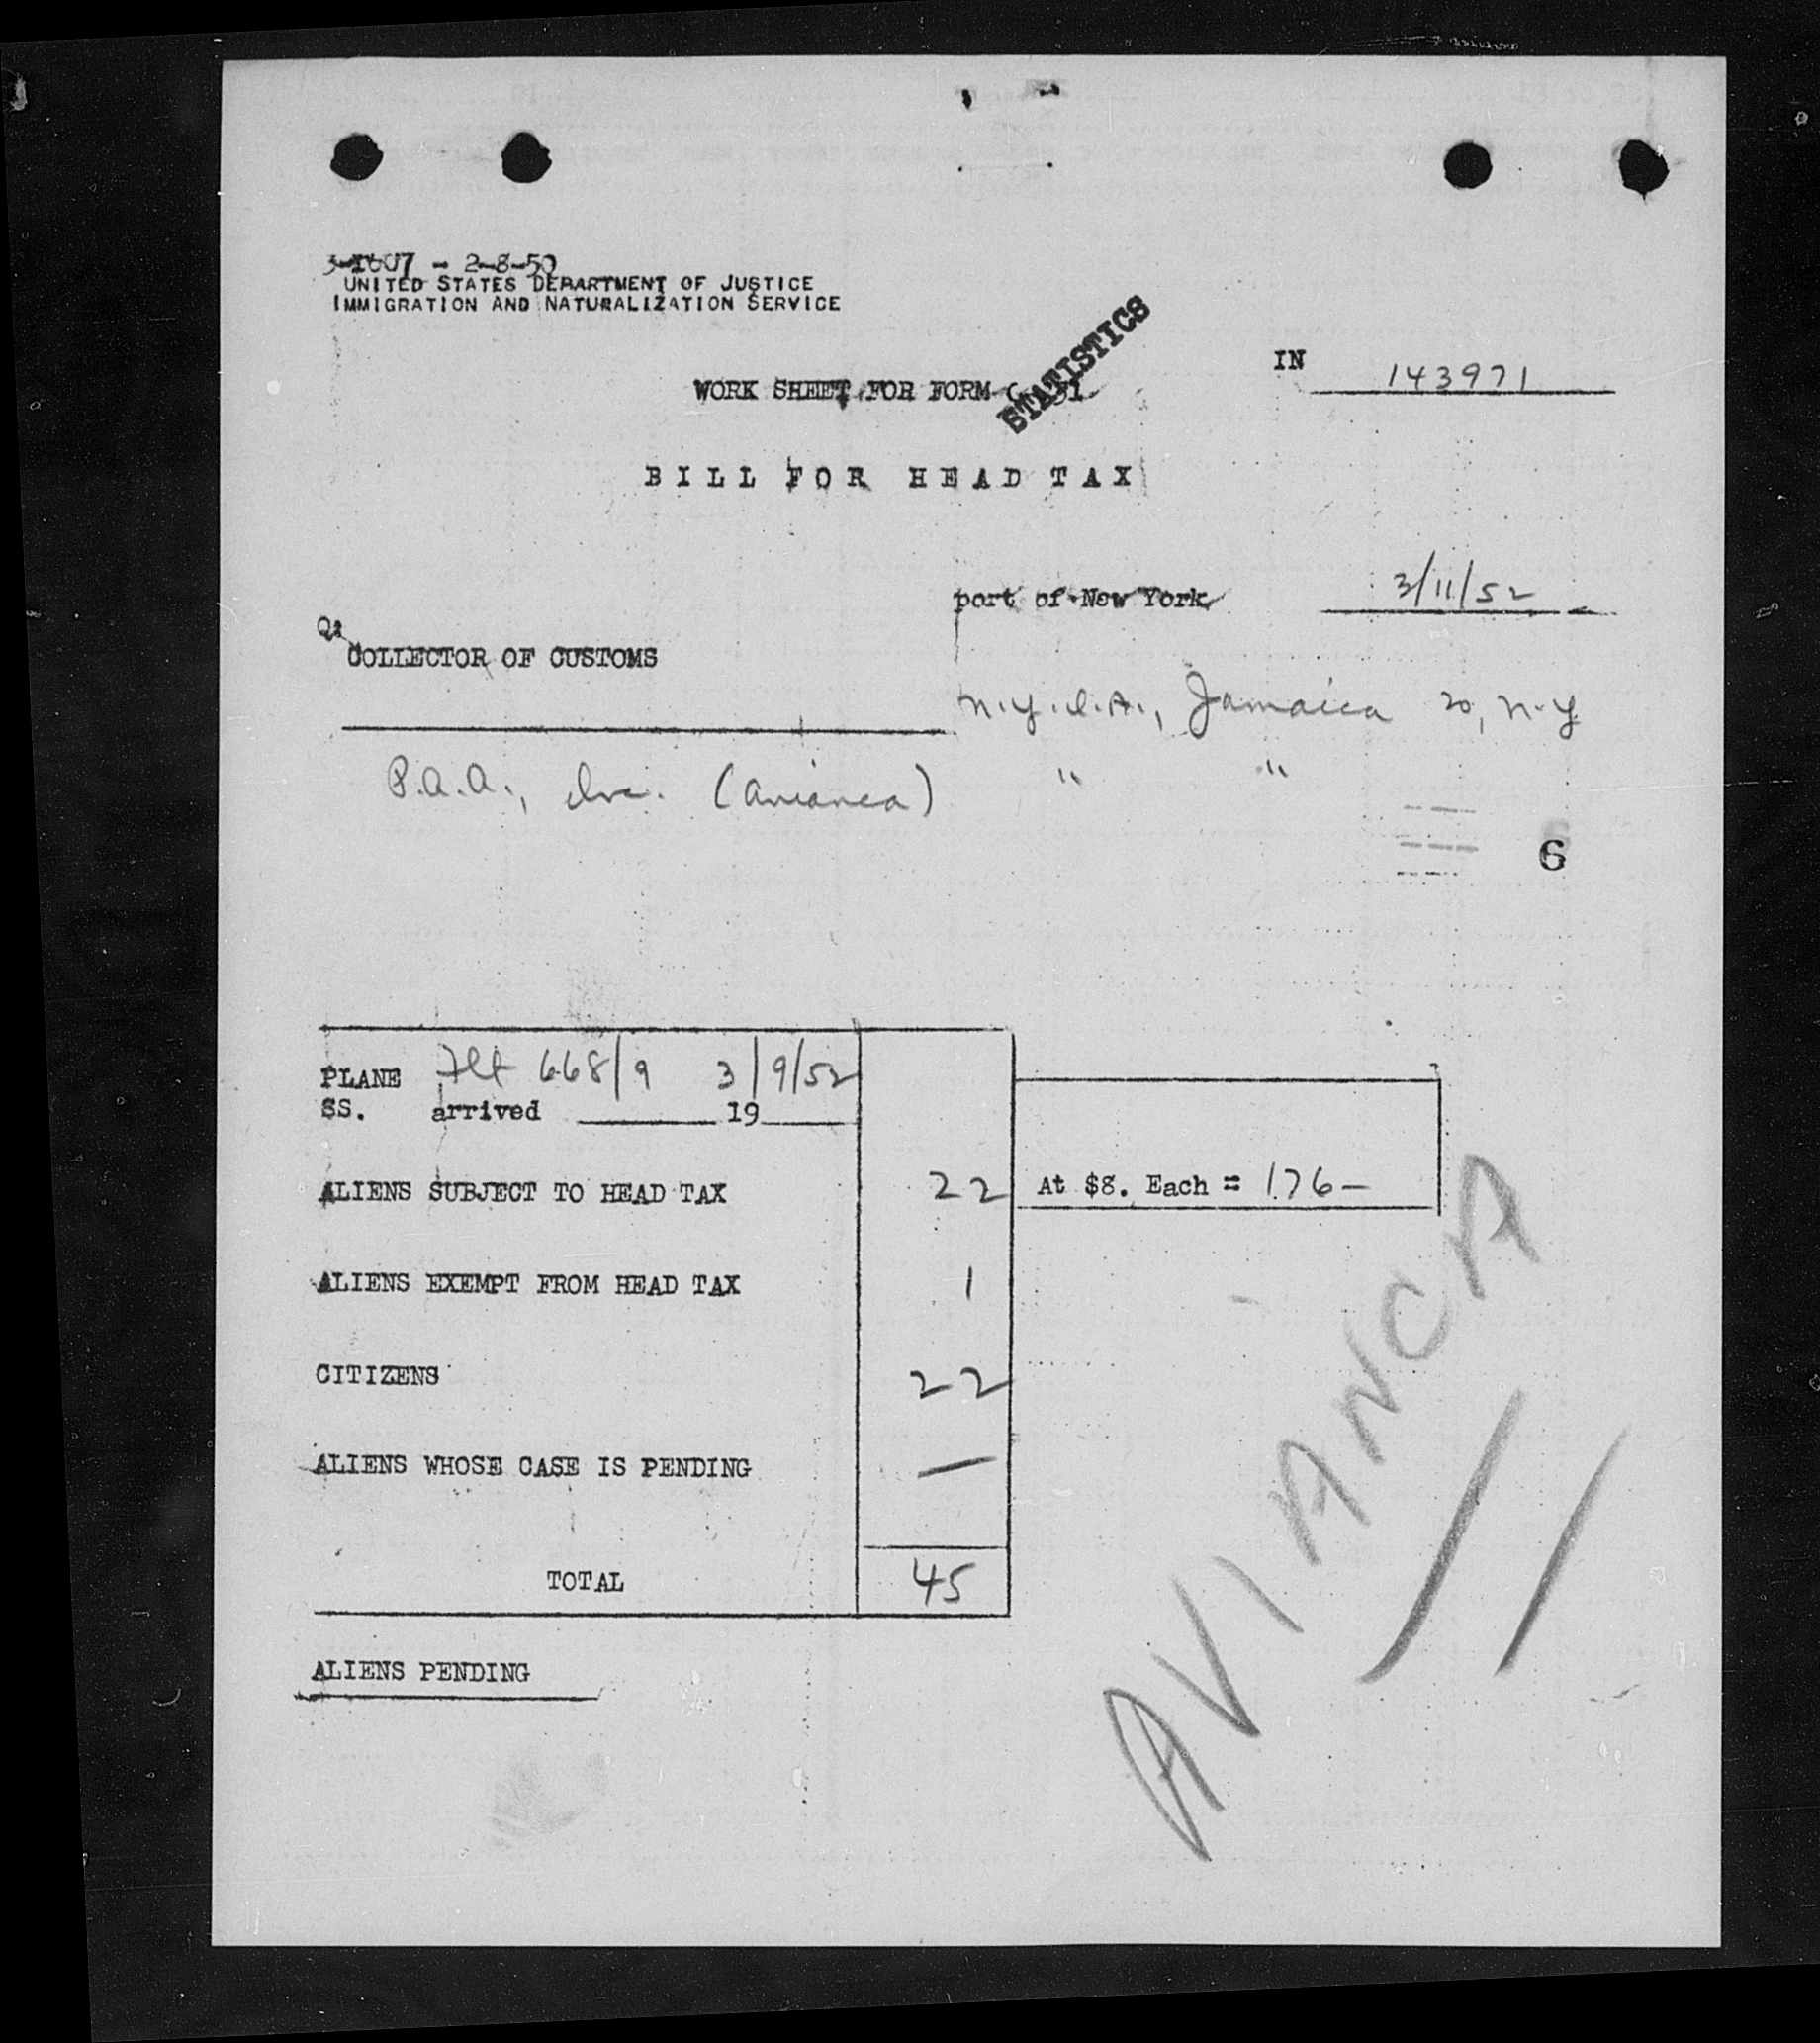 3-1607 - 2-8-50
UNITED STATES DEPARTMENT OF JUSTICE
IMMIGRATION AND NATURALIZATION SERVICE
STATISTICS
IN 143971
WORK SHEET FOR FORM
BILL FOR HEAD TAX
port of New York 3/11/52
COLLECTOR OF CUSTOMS
N.Y.I.A., Jamaica 20, N.Y.
P.A.A., Inc. (Avianca) " "
6
PLANE Flt 668/9 3/9/52
SS. arrived 19
ALIENS SUBJECT TO HEAD TAX 22 At $8. Each = 176-
ALIENS EXEMPT FROM HEAD TAX 1
CITIZENS 22
ALIENS WHOSE CASE IS PENDING —
TOTAL 45
ALIENS PENDING
AVIANCA